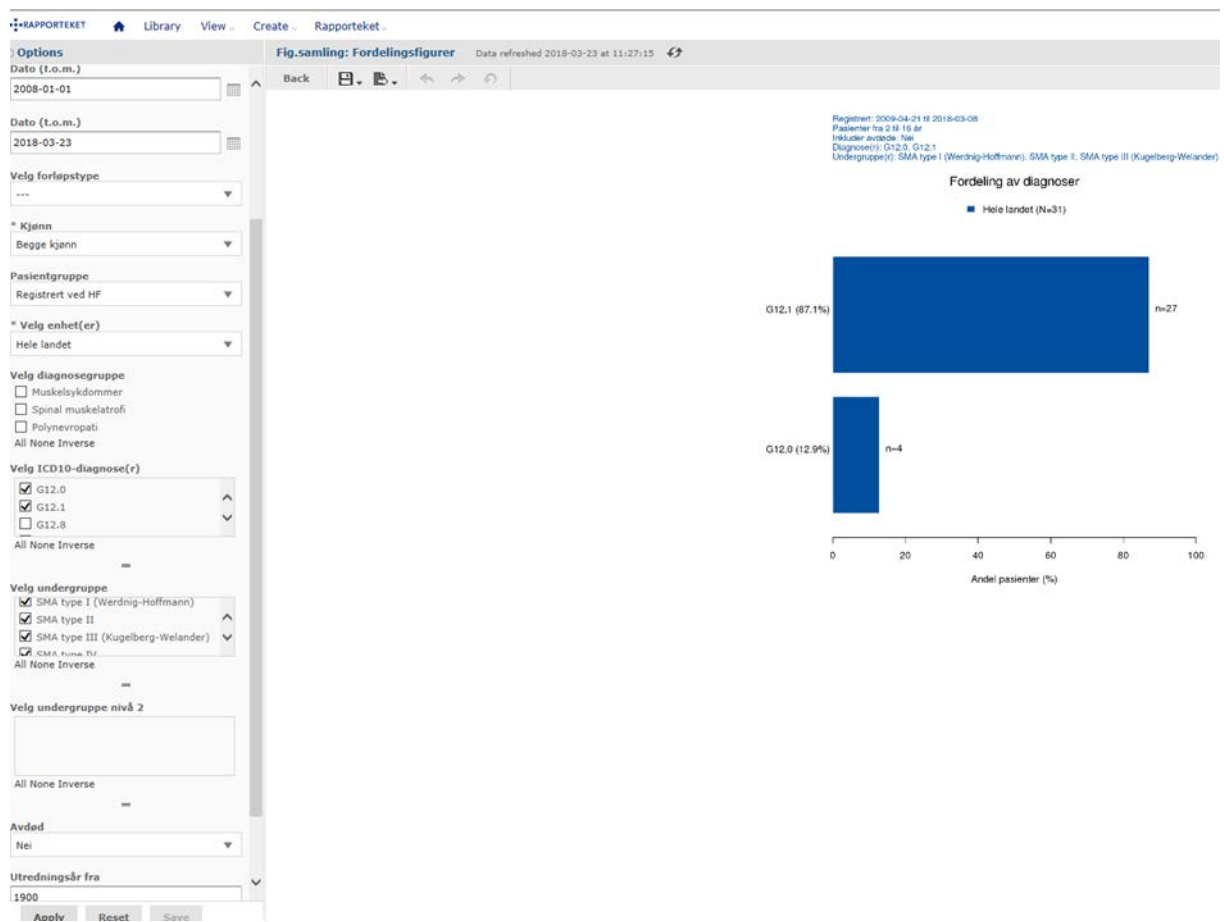 RAPPORTEKET
Library
View
Create
Rapporteket
Options
Dato (f.o.m.)
2008-01-01
Dato (t.o.m.)
2018-03-23
Velg forløpstype
---
* Kjønn
Begge kjønn
Pasientgruppe
Registrert ved HF
* Velg enhet(er)
Hele landet
Velg diagnosegruppe
Muskelsykdommer
Spinal muskelatrofi
Polynevropati
All None Inverse
Velg ICD10-diagnose(r)
G12.0
G12.1
G12.8
All None Inverse
Velg undergruppe
SMA type I (Werdnig-Hoffmann)
SMA type II
SMA type III (Kugelberg-Welander)
SMA type IV
All None Inverse
Velg undergruppe nivå 2
All None Inverse
Avdød
Nei
Utredningsår fra
1900
Apply Reset Save
Fig.samling: Fordelingsfigurer Data refreshed 2018-03-23 at 11:27:15
Back
Registrert: 2009-04-21 til 2018-03-08
Pasienter fra 2 til 16 år
Inkluder avdøde: Nei
Diagnose(r): G12.0, G12.1
Undergruppe(r): SMA type I (Werdnig-Hoffmann), SMA type II, SMA type III (Kugelberg-Welander)
Fordeling av diagnoser
Hele landet (N=31)
G12.1 (87.1%) n=27
G12.0 (12.9%) n=4
0 20 40 60 80 100
Andel pasienter (%)